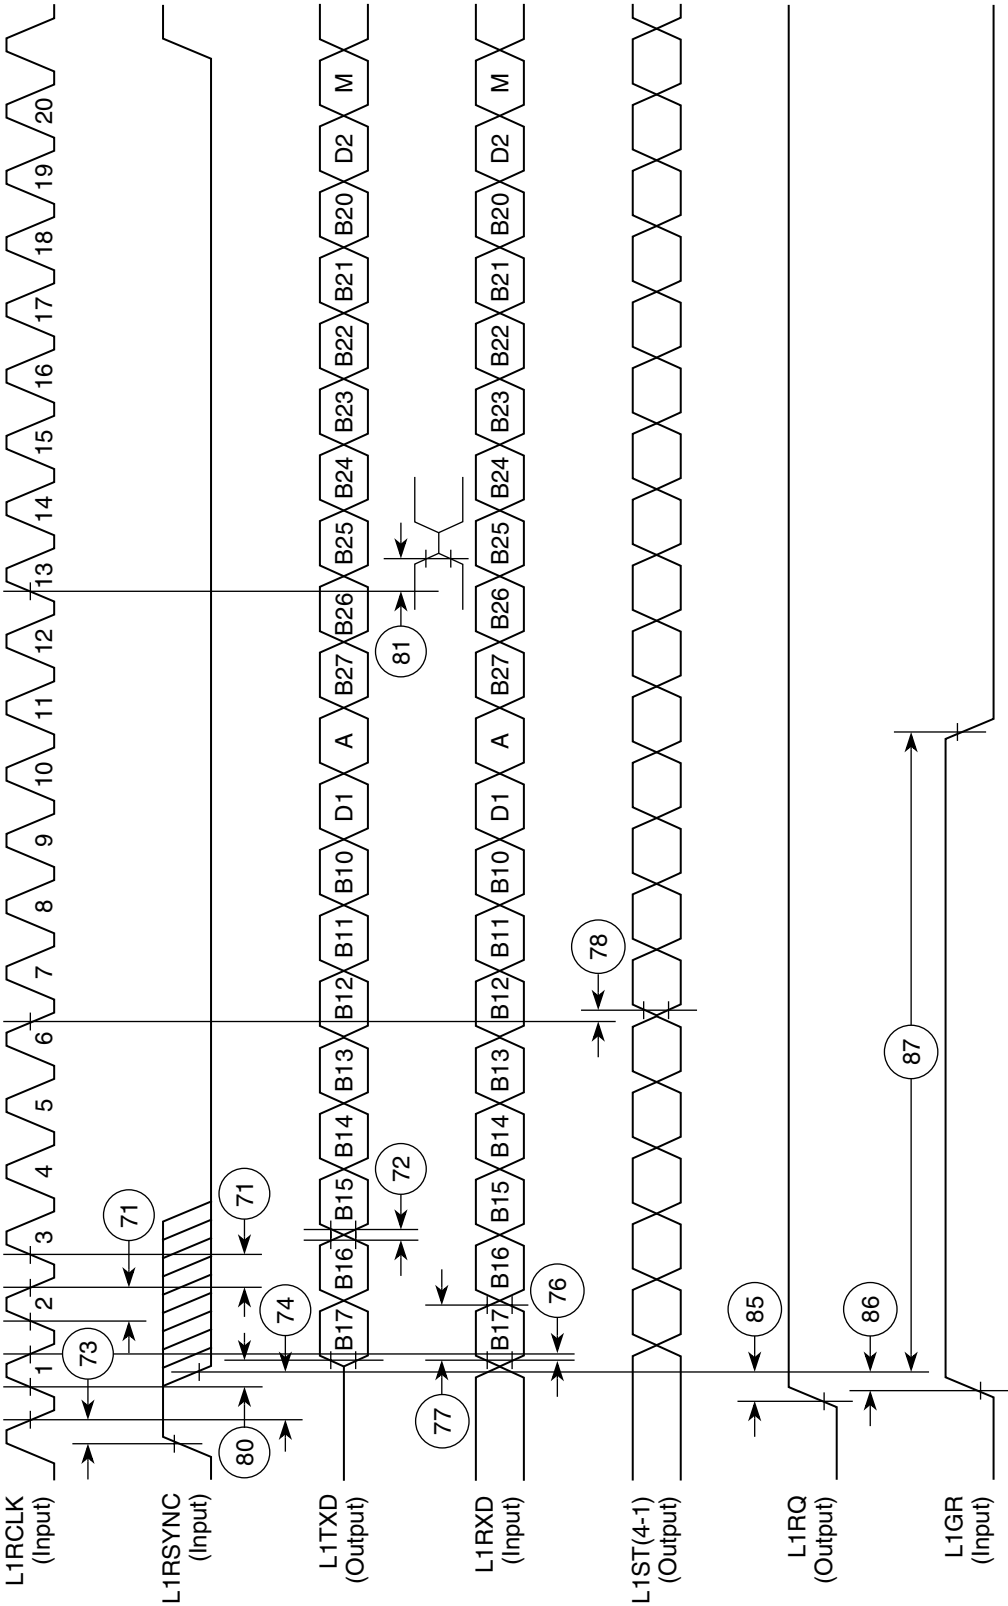 L1RCLK
(Input)
1 2 3 4 5 6 7 8 9 10 11 12 13 14 15 16 17 18 19 20
73
71
L1RSYNC
(Input)
80
74
71
L1TXD
(Output)
B17 B16 B15 B14 B13 B12 B11 B10 D1 A B27 B26 B25 B24 B23 B22 B21 B20 D2 M
72
81
77
L1RXD
(Input)
B17 B16 B15 B14 B13 B12 B11 B10 D1 A B27 B26 B25 B24 B23 B22 B21 B20 D2 M
76
78
L1ST(4-1)
(Output)
85
L1RQ
(Output)
86
87
L1GR
(Input)